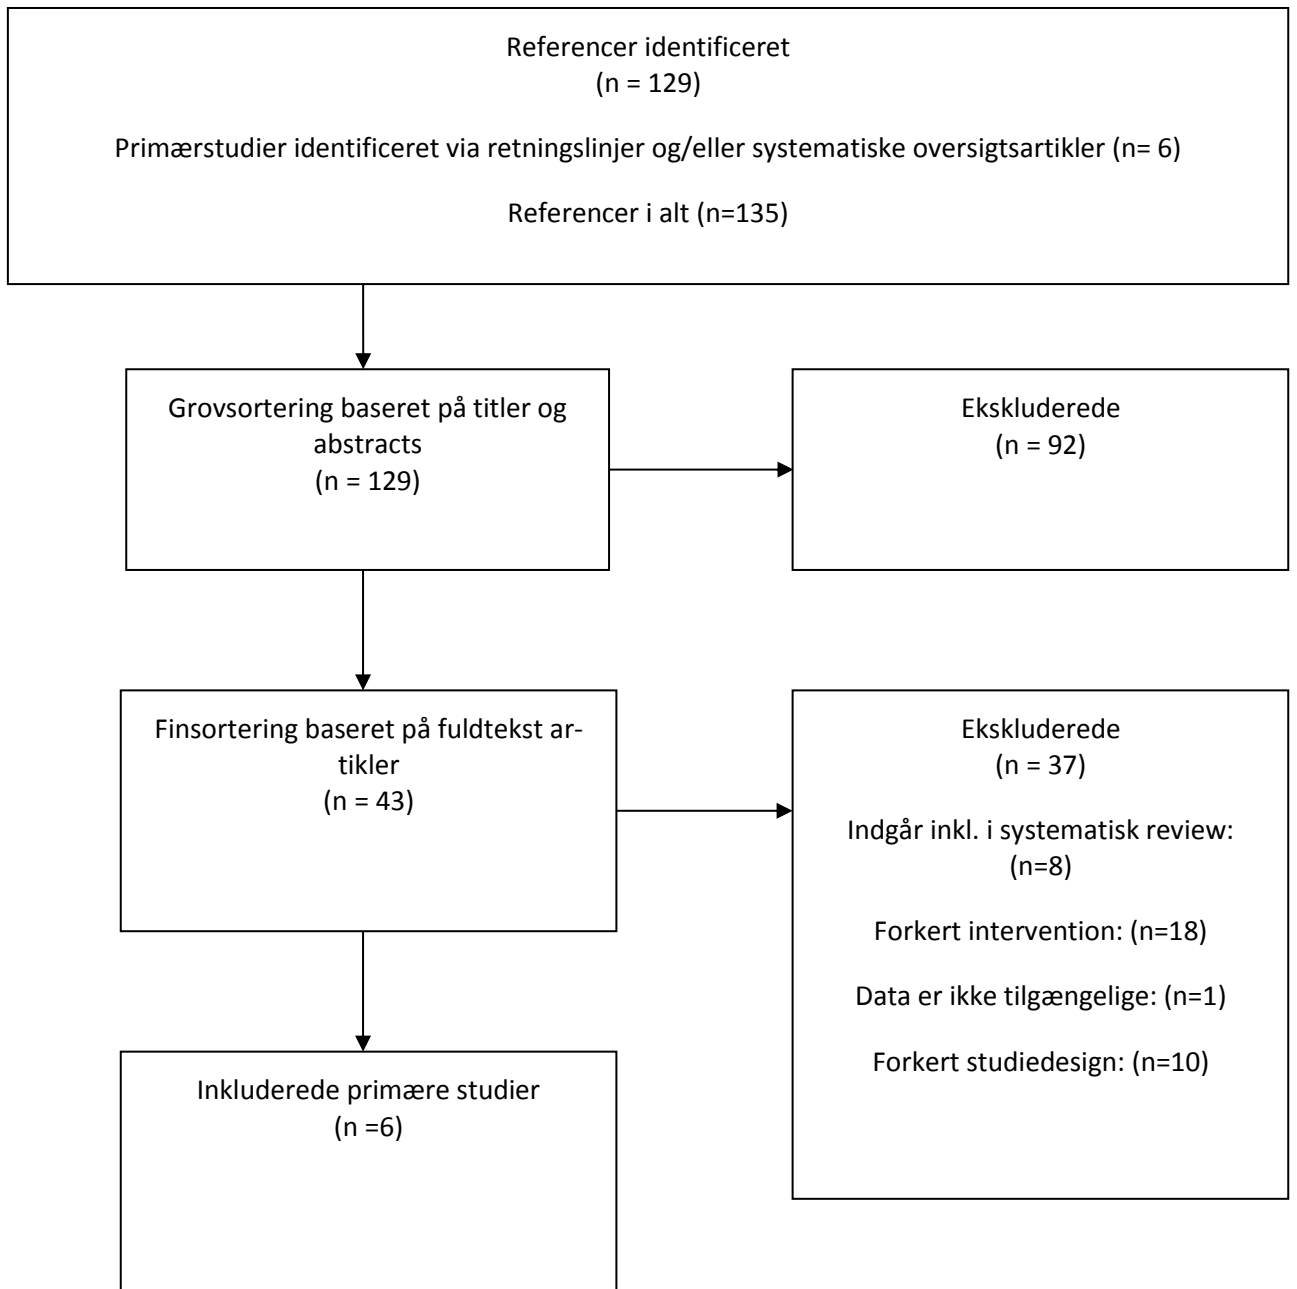 Referencer identificeret
(n = 129)
Primærstudier identificeret via retningslinjer og/eller systematiske oversigtsartikler (n= 6)
Referencer i alt (n=135)
Grovsortering baseret på titler og
abstracts
(n = 129)
Ekskluderede
(n = 92)
Finsortering baseret på fuldtekst ar-
tikler
(n = 43)
Ekskluderede
(n = 37)
Indgår inkl. i systematisk review:
(n=8)
Forkert intervention: (n=18)
Data er ikke tilgængelige: (n=1)
Forkert studiedesign: (n=10)
Inkluderede primære studier
(n =6)